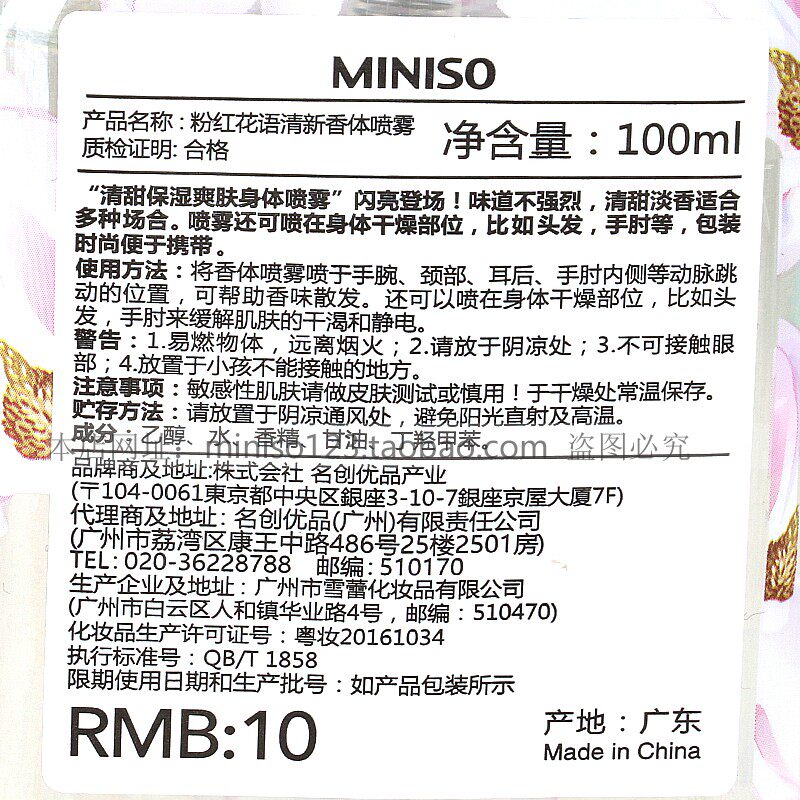 MINISO
产品名称：粉红花语清新香体喷雾
质检证明：合格
净含量：100ml
“清甜保湿爽肤身体喷雾”闪亮登场！味道不强烈，清甜淡香适合
多种场合。喷雾还可喷在身体干燥部位，比如头发，手肘等，包装
时尚便于携带。
使用方法：将香体喷雾喷于手腕、颈部、耳后、手肘内侧等动脉跳
动的位置，可帮助香味散发。还可以喷在身体干燥部位，比如头
发，手肘来缓解肌肤的干渴和静电。
警告：1.易燃物体，远离烟火；2.请放于阴凉处；3.不可接触眼
部；4.放置于小孩不能接触的地方。
注意事项：敏感性肌肤请做皮肤测试或慎用！于干燥处常温保存。
贮存方法：请放置于阴凉通风处，避免阳光直射及高温。
成分：乙醇 水 香精 甘油 丁羟甲苯
本店网址：miniso123.taobao.com 盗图必究
品牌商及地址：株式会社 名创优品产业
(〒104-0061東京都中央区銀座3-10-7銀座京屋大厦7F)
代理商及地址：名创优品(广州)有限责任公司
(广州市荔湾区康王中路486号25楼2501房)
TEL: 020-36228788 邮编: 510170
生产企业及地址：广州市雪蕾化妆品有限公司
(广州市白云区人和镇华业路4号，邮编：510470)
化妆品生产许可证号：粤妆20161034
执行标准号：QB/T 1858
限期使用日期和生产批号：如产品包装所示
RMB:10
产地：广东
Made in China